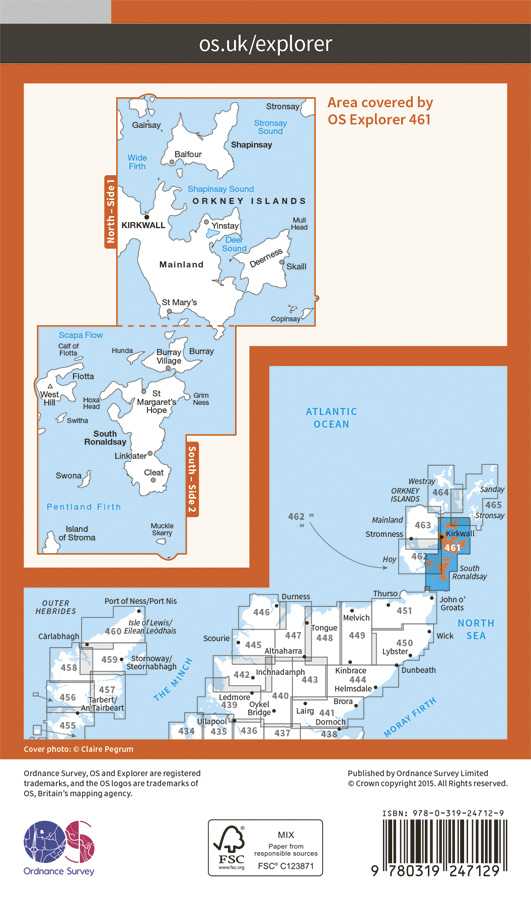 os.uk/explorer
Area covered by
OS Explorer 461
North – Side 1
Stronsay
Gairsay
Stronsay
Sound
Shapinsay
Balfour
Wide
Firth
Shapinsay Sound
ORKNEY ISLANDS
KIRKWALL
Yinstay
Mull
Head
Deer
Sound
Mainland
Deerness
Skaill
St Mary's
Copinsay
Scapa Flow
Calf of
Flotta
Hunda
Burray
Village
Burray
Flotta
West
Hill
Hoxa
Head
St
Margaret's
Hope
Grim
Ness
Switha
South
Ronaldsay
Linklater
Cleat
Swona
South – Side 2
Pentland Firth
Island
of Stroma
Muckle
Skerry
ATLANTIC
OCEAN
Westray
ORKNEY
ISLANDS
464
Sanday
465
Stronsay
462
Mainland
463
Stromness
Kirkwall
461
Hoy
462
South
Ronaldsay
OUTER
HEBRIDES
Port of Ness/Port Nis
Isle of Lewis/
Eilean Leòdhais
460
Càrlabhagh
458
459
Stornoway/
Steornabhagh
456
457
Tarbert/
An Tairbeart
455
THE MINCH
Durness
446
Thurso
451
John o'
Groats
Tongue
Melvich
NORTH
SEA
Scourie
445
447
448
449
450
Wick
Altnaharra
Lybster
442
Inchnadamph
443
Kinbrace
444
Dunbeath
Helmsdale
Ledmore
439
440
Oykel
Bridge
Lairg
441
Brora
Ullapool
Dornoch
434
435
436
437
438
MORAY FIRTH
Cover photo: © Claire Pegrum
Ordnance Survey, OS and Explorer are registered
trademarks, and the OS logos are trademarks of
OS, Britain's mapping agency.
Published by Ordnance Survey Limited
© Crown copyright 2015. All Rights reserved.
OS
Ordnance Survey
FSC
www.fsc.org
MIX
Paper from
responsible sources
FSC® C123871
ISBN: 978-0-319-24712-9
9 780319 247129